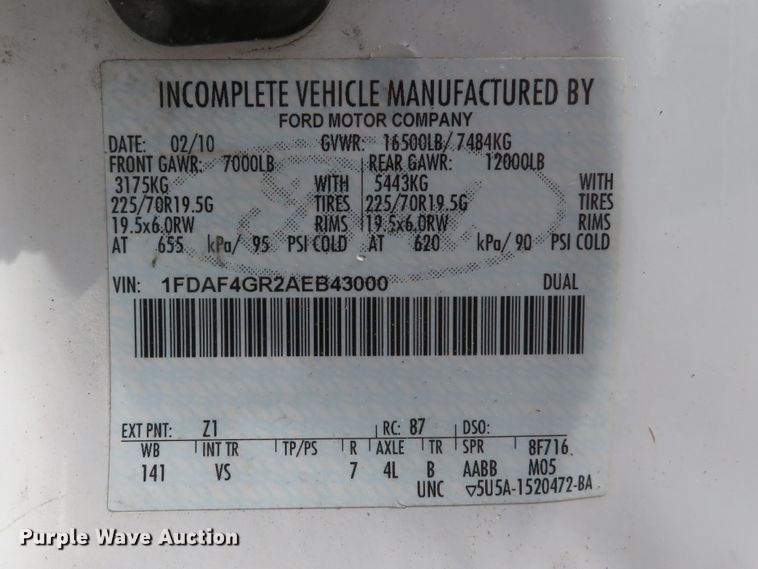 INCOMPLETE VEHICLE MANUFACTURED BY
FORD MOTOR COMPANY
DATE: 02/10 GVWR: 16500LB/ 7484KG
FRONT GAWR: 7000LB REAR GAWR: 12000LB
3175KG WITH 5443KG WITH
225/70R19.5G TIRES 225/70R19.5G TIRES
19.5x6.0RW RIMS 19.5x6.0RW RIMS
AT 655 kPa/ 95 PSI COLD AT 620 kPa/ 90 PSI COLD
VIN: 1FDAF4GR2AEB43000 DUAL
EXT PNT: Z1 RC: 87 DSO:
WB INT TR TP/PS R AXLE TR SPR 8F716
141 VS 7 4L B AABB M05
UNC ▽5U5A-1520472-BA
Purple Wave Auction